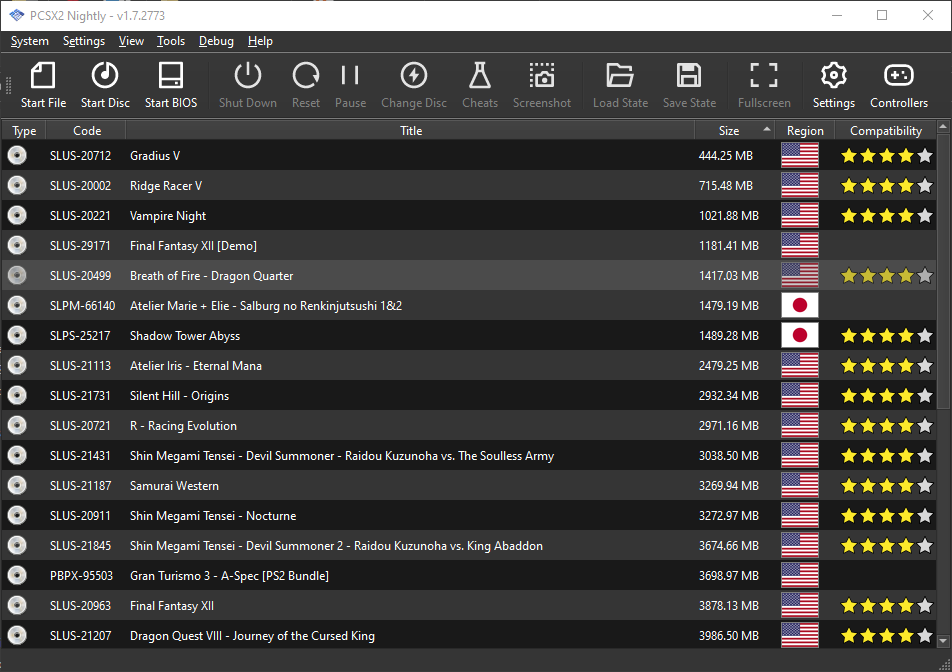 PCSX2 Nightly - v1.7.2773
System Settings View Tools Debug Help
Start File Start Disc Start BIOS Shut Down Reset Pause Change Disc Cheats Screenshot Load State Save State Fullscreen Settings Controllers
Type Code Title Size Region Compatibility
SLUS-20712 Gradius V 444.25 MB
SLUS-20002 Ridge Racer V 715.48 MB
SLUS-20221 Vampire Night 1021.88 MB
SLUS-29171 Final Fantasy XII [Demo] 1181.41 MB
SLUS-20499 Breath of Fire - Dragon Quarter 1417.03 MB
SLPM-66140 Atelier Marie + Elie - Salburg no Renkinjutsushi 1&2 1479.19 MB
SLPS-25217 Shadow Tower Abyss 1489.28 MB
SLUS-21113 Atelier Iris - Eternal Mana 2479.25 MB
SLUS-21731 Silent Hill - Origins 2932.34 MB
SLUS-20721 R - Racing Evolution 2971.16 MB
SLUS-21431 Shin Megami Tensei - Devil Summoner - Raidou Kuzunoha vs. The Soulless Army 3038.50 MB
SLUS-21187 Samurai Western 3269.94 MB
SLUS-20911 Shin Megami Tensei - Nocturne 3272.97 MB
SLUS-21845 Shin Megami Tensei - Devil Summoner 2 - Raidou Kuzunoha vs. King Abaddon 3674.66 MB
PBPX-95503 Gran Turismo 3 - A-Spec [PS2 Bundle] 3698.97 MB
SLUS-20963 Final Fantasy XII 3878.13 MB
SLUS-21207 Dragon Quest VIII - Journey of the Cursed King 3986.50 MB